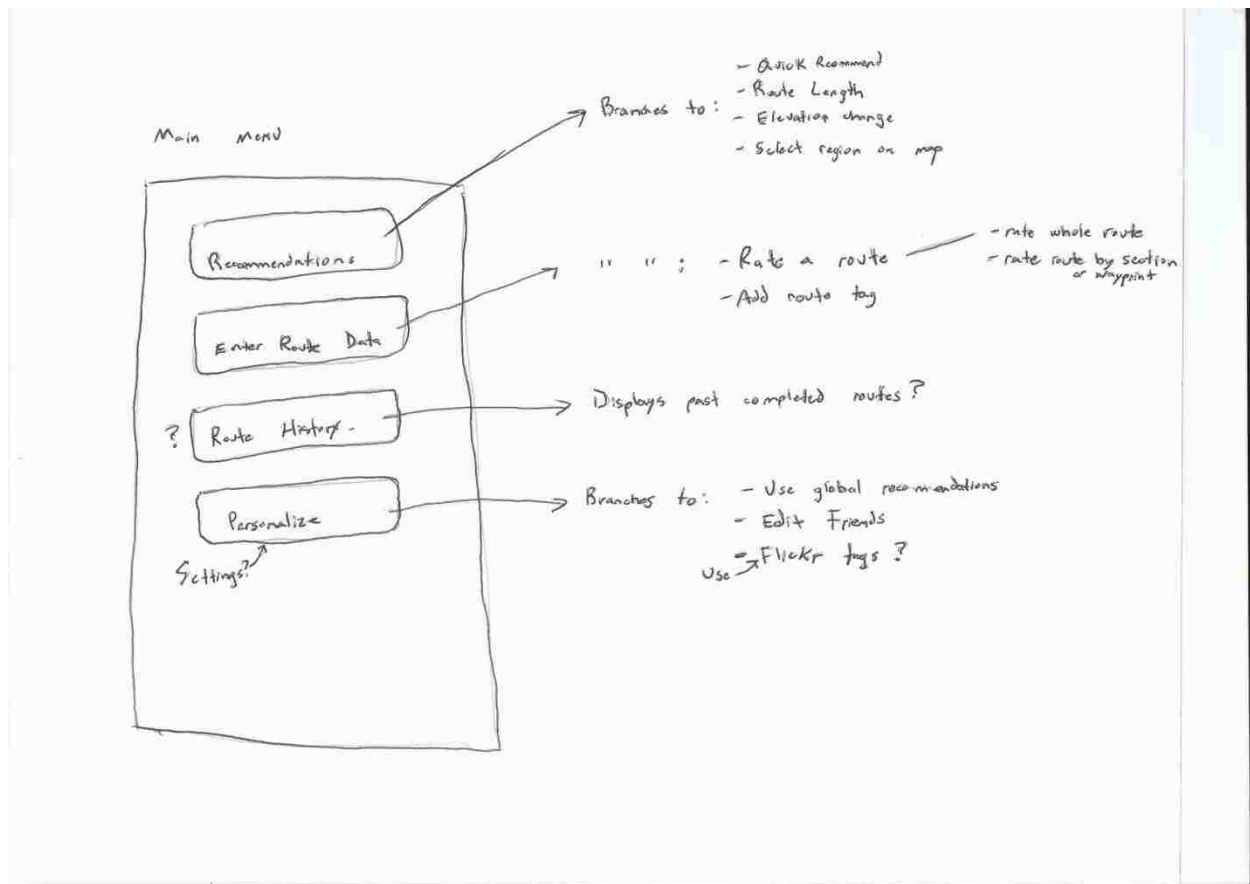 Main Menu
Recommendations
Enter Route Data
? Route History.
Personalize
Settings?
Branches to:
- Quick Recommend
- Route Length
- Elevation change
- Select region on map
" " :
- Rate a route
- Add route tag
- rate whole route
- rate route by section
or waypoint
Displays past completed routes?
Branches to:
- Use global recommendations
- Edit Friends
- Flickr tags?
Use